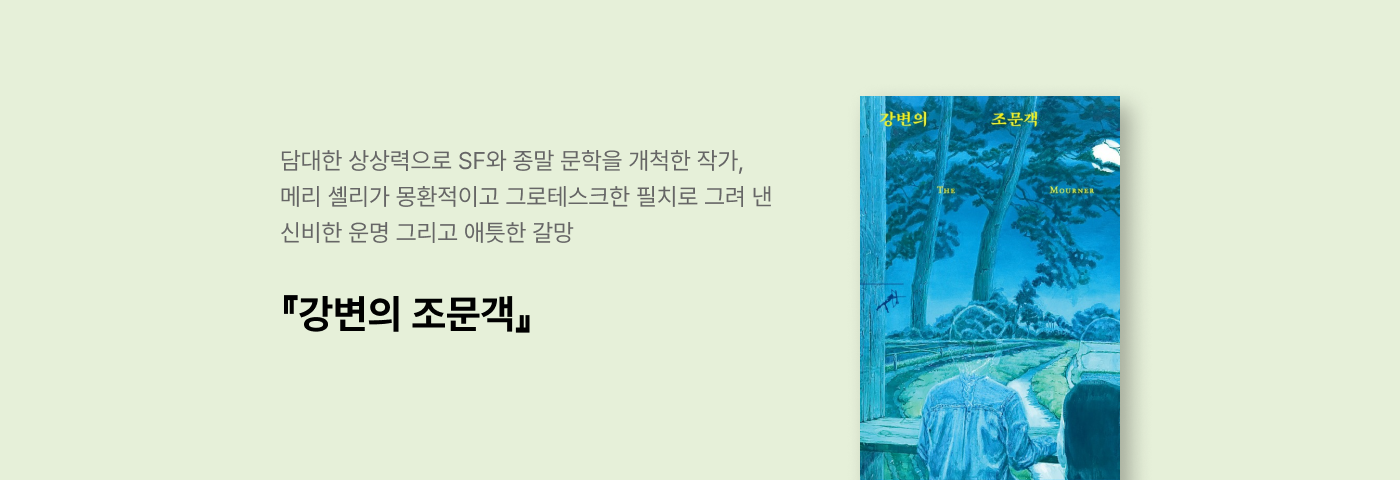 담대한 상상력으로 SF와 종말 문학을 개척한 작가,
메리 셸리가 몽환적이고 그로테스크한 필치로 그려 낸
신비한 운명 그리고 애틋한 갈망
『강변의 조문객』
강변의 조문객
The Mourner